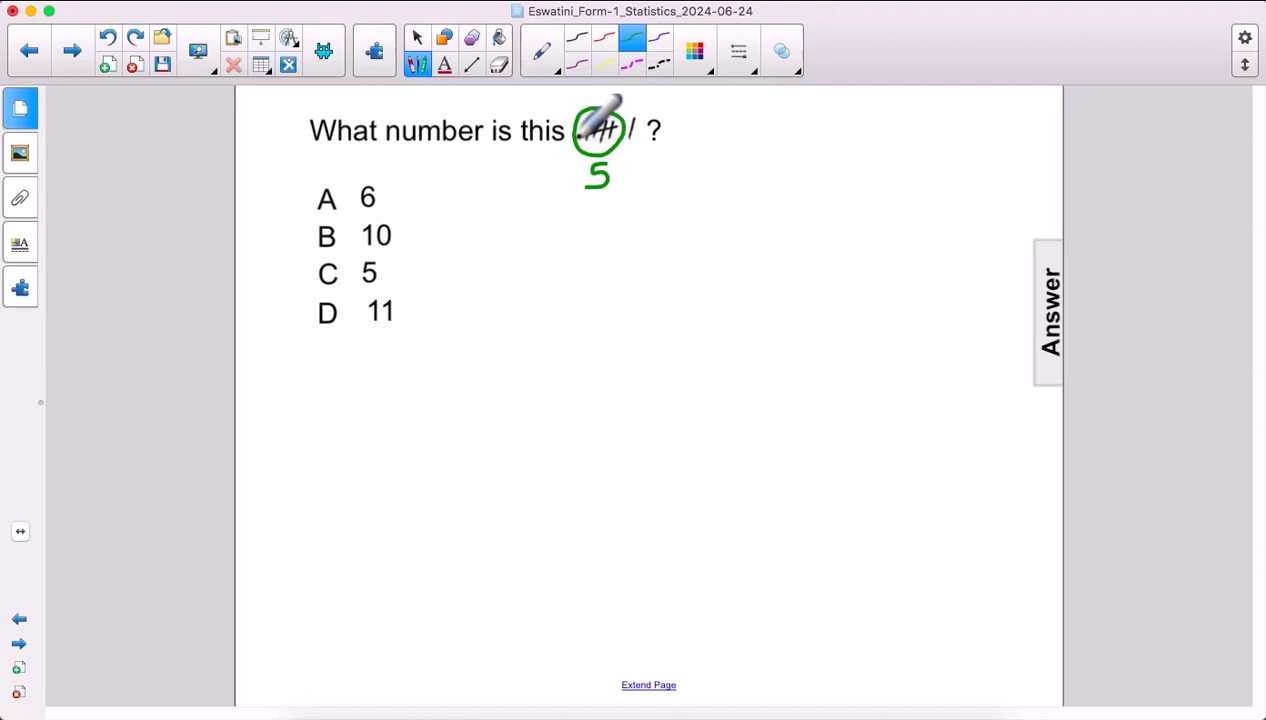 Eswatini_Form-1_Statistics_2024-06-24
What number is this ?
5
A 6
B 10
C 5
D 11
Answer
Extend Page